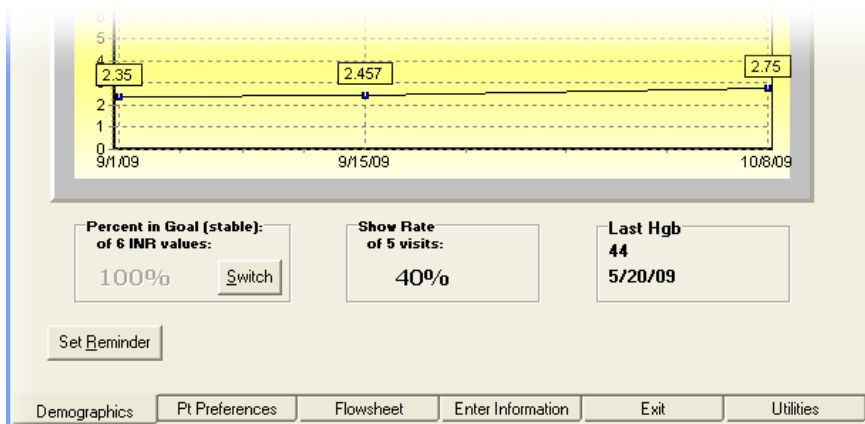 6
5
4
2.35
2.457
2.75
2
1
0
9/1/09
9/15/09
10/8/09
Percent in Goal (stable):
of 6 INR values:
100%
Switch
Show Rate
of 5 visits:
40%
Last Hgb
44
5/20/09
Set Reminder
Demographics
Pt Preferences
Flowsheet
Enter Information
Exit
Utilities